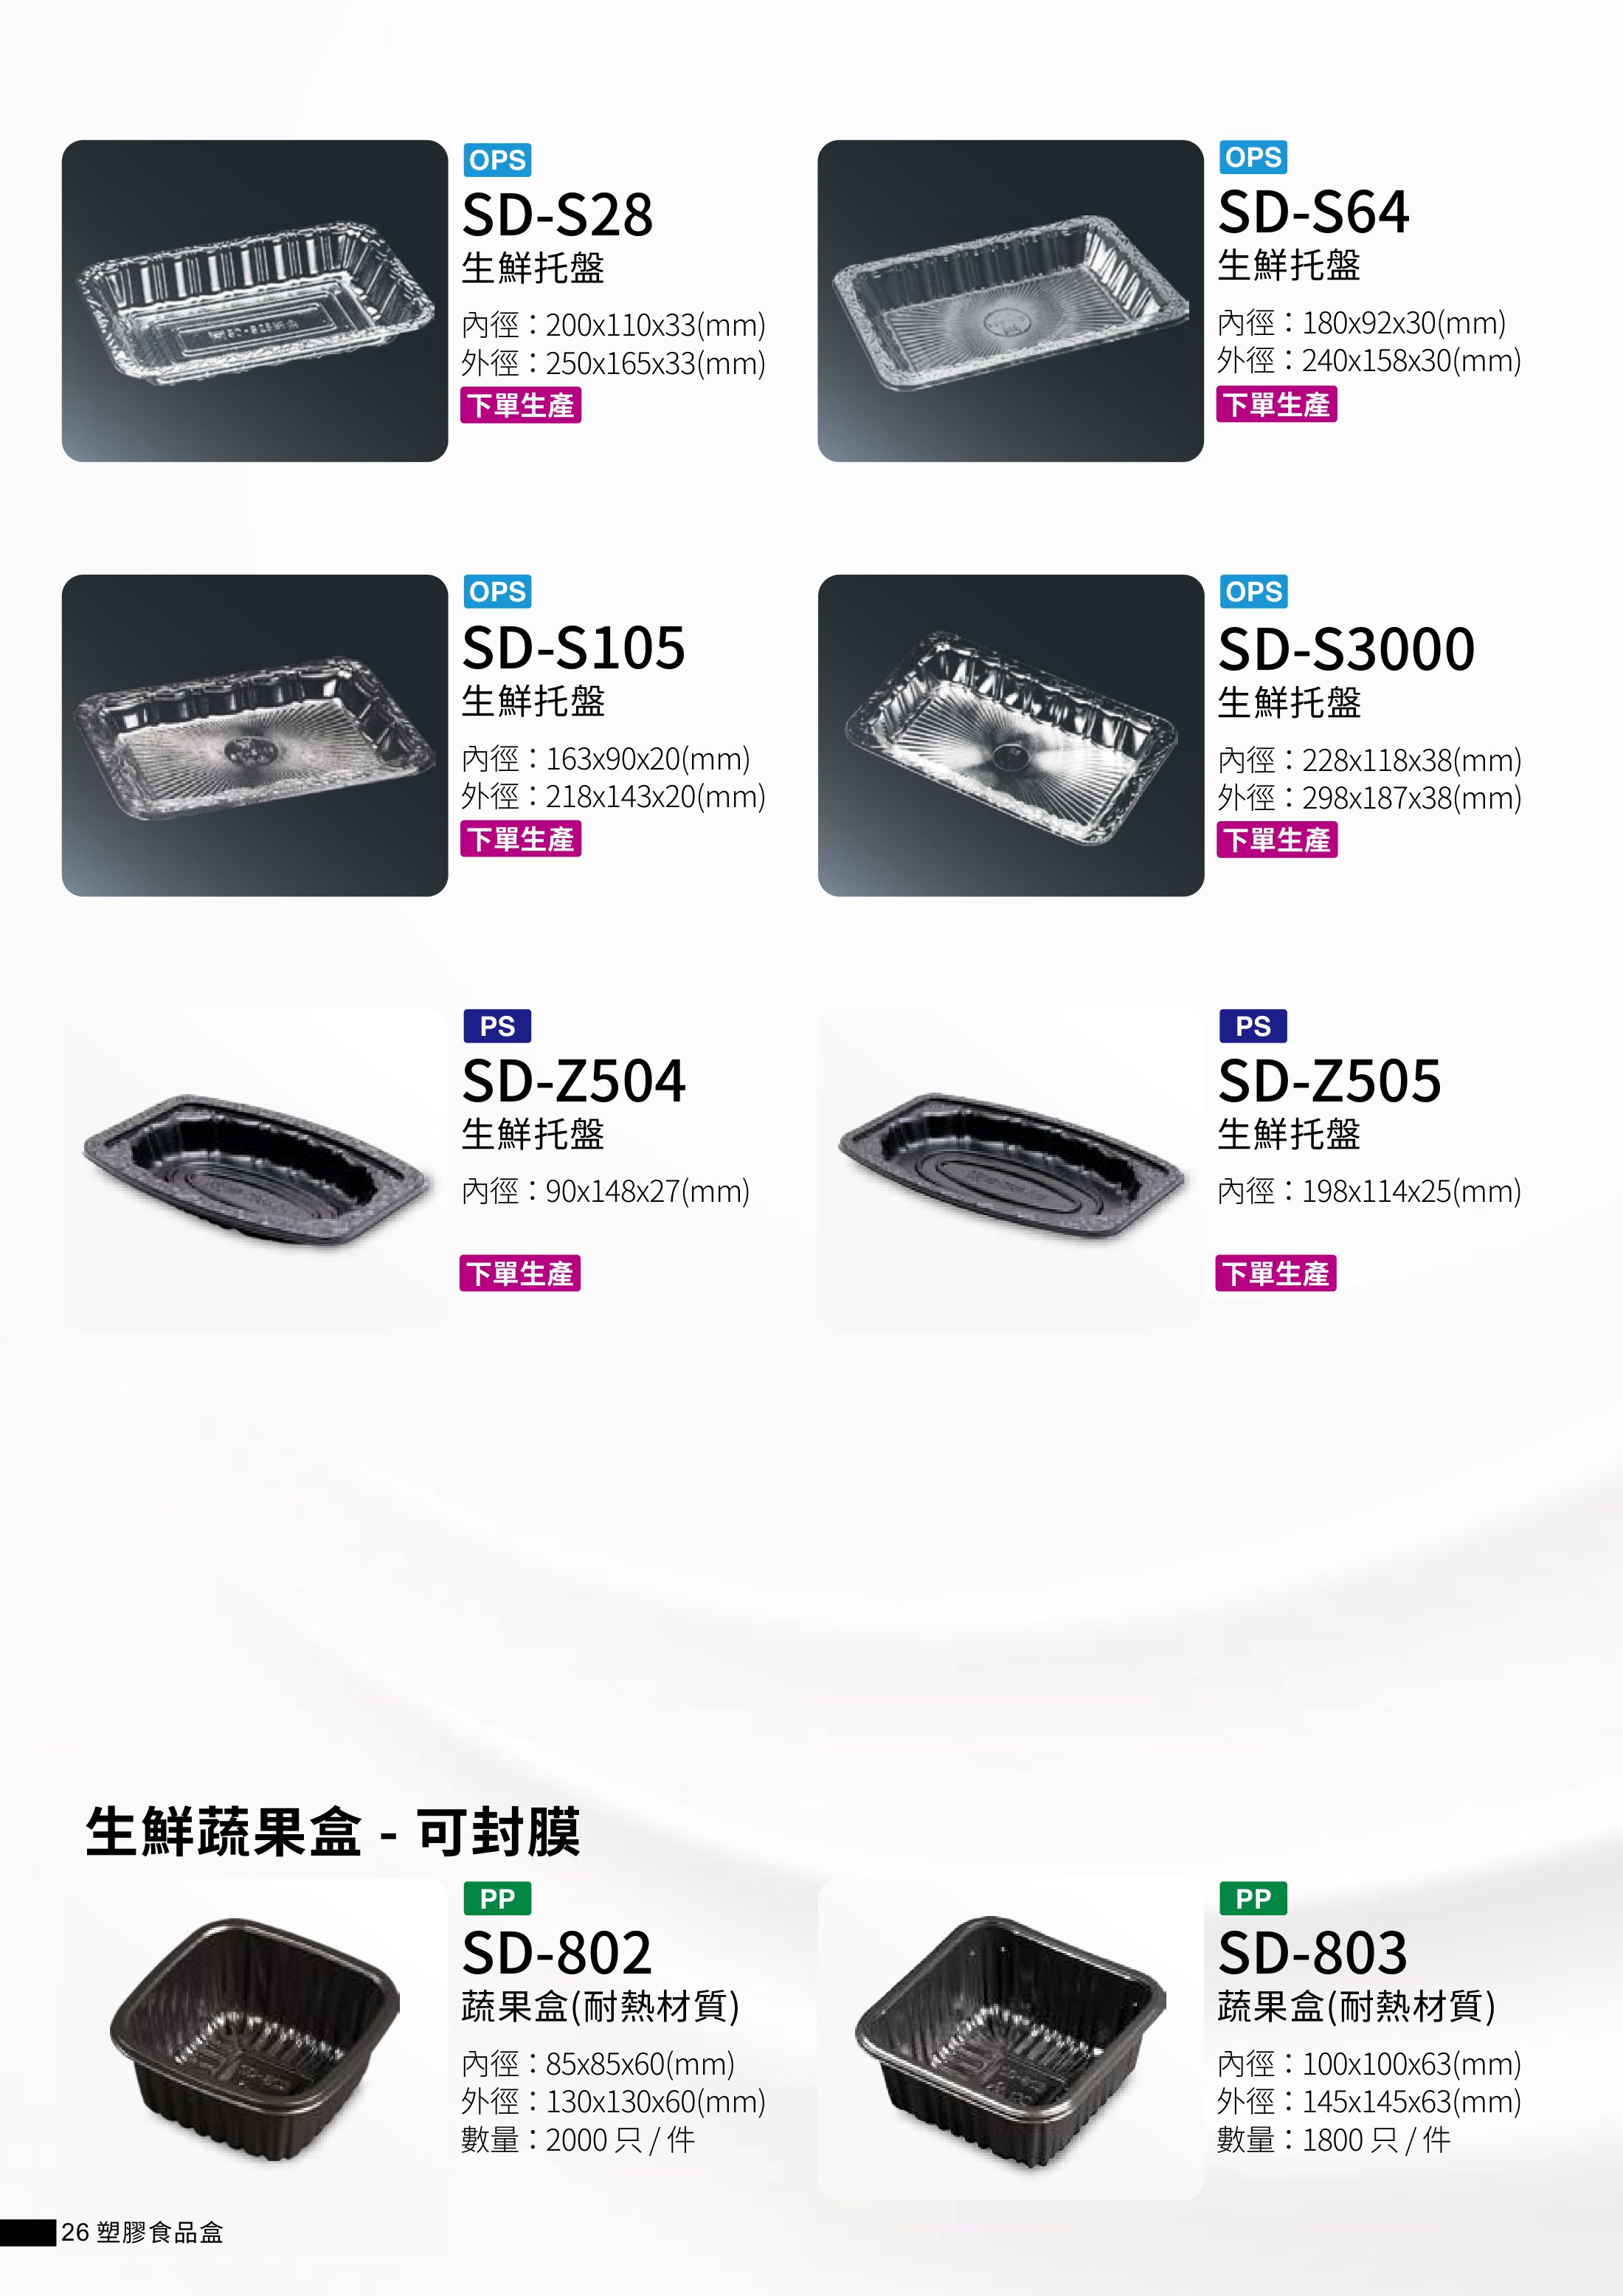 OPS
SD-S28
生鮮托盤
內徑：200x110x33(mm)
外徑：250x165x33(mm)
下單生產
OPS
SD-S64
生鮮托盤
內徑：180x92x30(mm)
外徑：240x158x30(mm)
下單生產
OPS
SD-S105
生鮮托盤
內徑：163x90x20(mm)
外徑：218x143x20(mm)
下單生產
OPS
SD-S3000
生鮮托盤
內徑：228x118x38(mm)
外徑：298x187x38(mm)
下單生產
PS
SD-Z504
生鮮托盤
內徑：90x148x27(mm)
下單生產
PS
SD-Z505
生鮮托盤
內徑：198x114x25(mm)
下單生產
生鮮蔬果盒 - 可封膜
PP
SD-802
蔬果盒(耐熱材質)
內徑：85x85x60(mm)
外徑：130x130x60(mm)
數量：2000 只 / 件
PP
SD-803
蔬果盒(耐熱材質)
內徑：100x100x63(mm)
外徑：145x145x63(mm)
數量：1800 只 / 件
26 塑膠食品盒